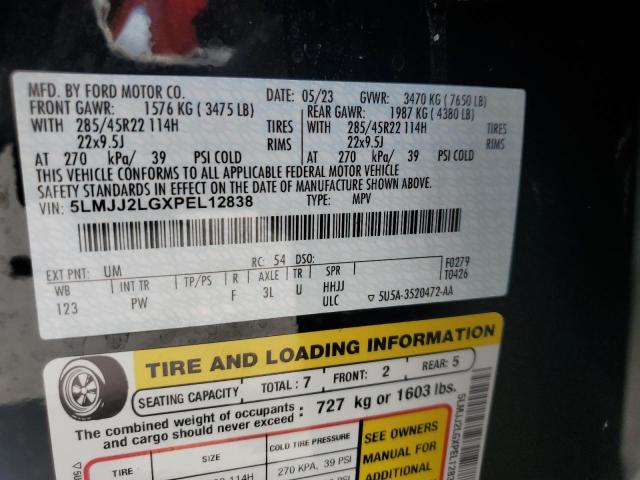 MFD. BY FORD MOTOR CO.
DATE: 05/23 GVWR: 3470 KG ( 7650 LB)
FRONT GAWR: 1576 KG ( 3475 LB) REAR GAWR: 1987 KG ( 4380 LB)
WITH 285/45R22 114H TIRES WITH 285/45R22 114H TIRES
22x9.5J RIMS 22x9.5J RIMS
AT 270 kPa/ 39 PSI COLD AT 270 kPa/ 39 PSI COLD
THIS VEHICLE CONFORMS TO ALL APPLICABLE FEDERAL MOTOR VEHICLE
SAFETY STANDARDS IN EFFECT ON THE DATE OF MANUFACTURE SHOWN ABOVE.
VIN: 5LMJJ2LGXPEL12838 TYPE: MPV
EXT PNT: UM RC: 54 DSO: F0279
T0426
WB INT TR TP/PS R AXLE TR SPR
123 PW F 3L U HHJJ
ULC ▽ 5U5A-3520472-AA
TIRE AND LOADING INFORMATION
SEATING CAPACITY TOTAL : 7 FRONT: 2 REAR: 5
The combined weight of occupants
and cargo should never exceed : 727 kg or 1603 lbs.
TIRE SIZE COLD TIRE PRESSURE
SEE OWNERS
MANUAL FOR
ADDITIONAL
114H 270 KPA, 39 PSI